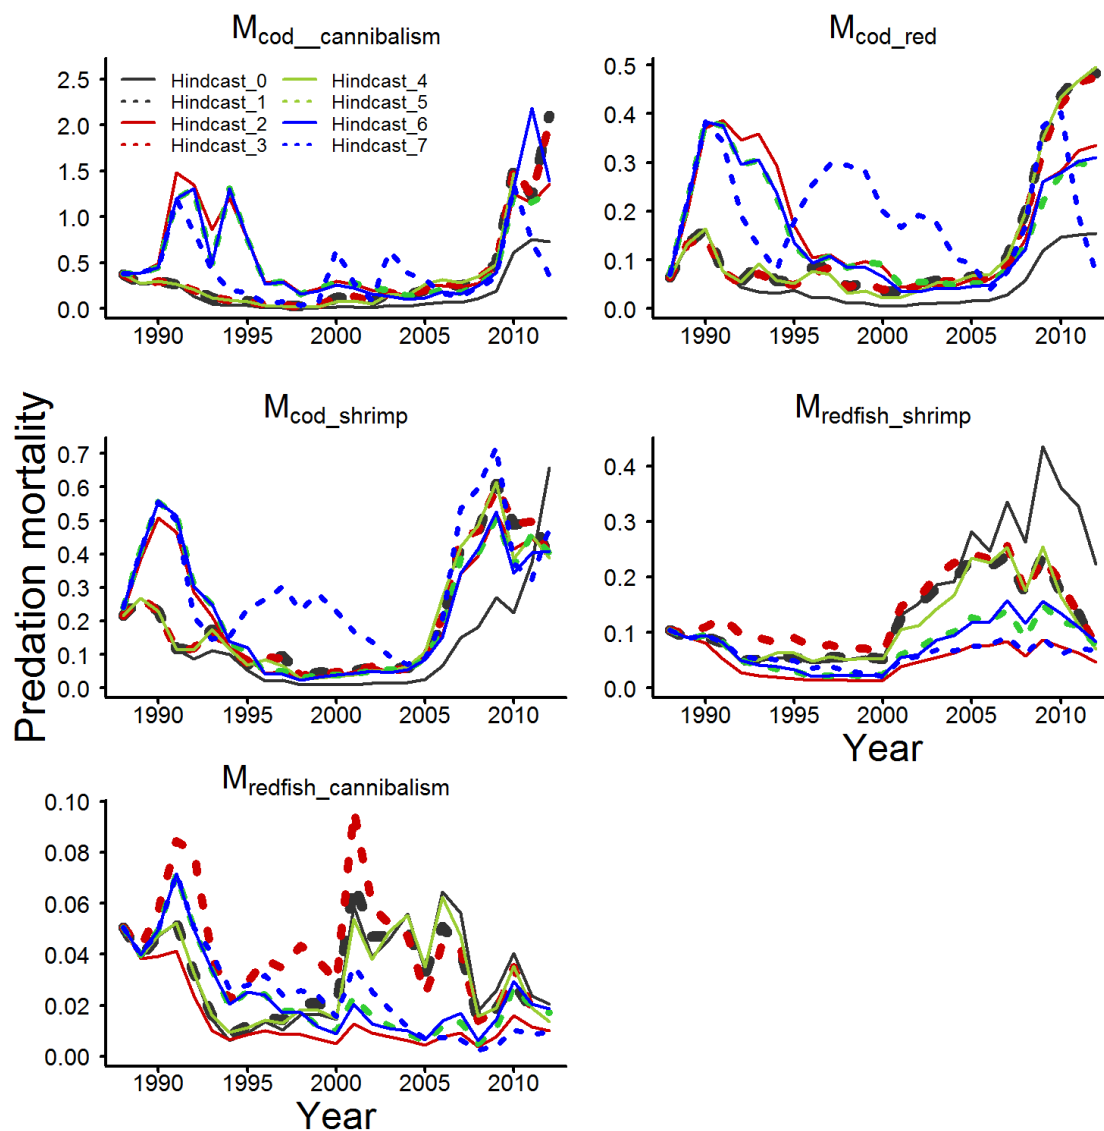 M cod__cannibalism
2.5
2.0
1.5
1.0
0.5
0.0
Hindcast_0
Hindcast_1
Hindcast_2
Hindcast_3
Hindcast_4
Hindcast_5
Hindcast_6
Hindcast_7
1990 1995 2000 2005 2010
M cod_red
0.5
0.4
0.3
0.2
0.1
0.0
1990 1995 2000 2005 2010
Predation mortality
M cod_shrimp
0.7
0.6
0.5
0.4
0.3
0.2
0.1
0.0
1990 1995 2000 2005 2010
M redfish_shrimp
0.4
0.3
0.2
0.1
0.0
1990 1995 2000 2005 2010
Year
M redfish_cannibalism
0.10
0.08
0.06
0.04
0.02
0.00
1990 1995 2000 2005 2010
Year